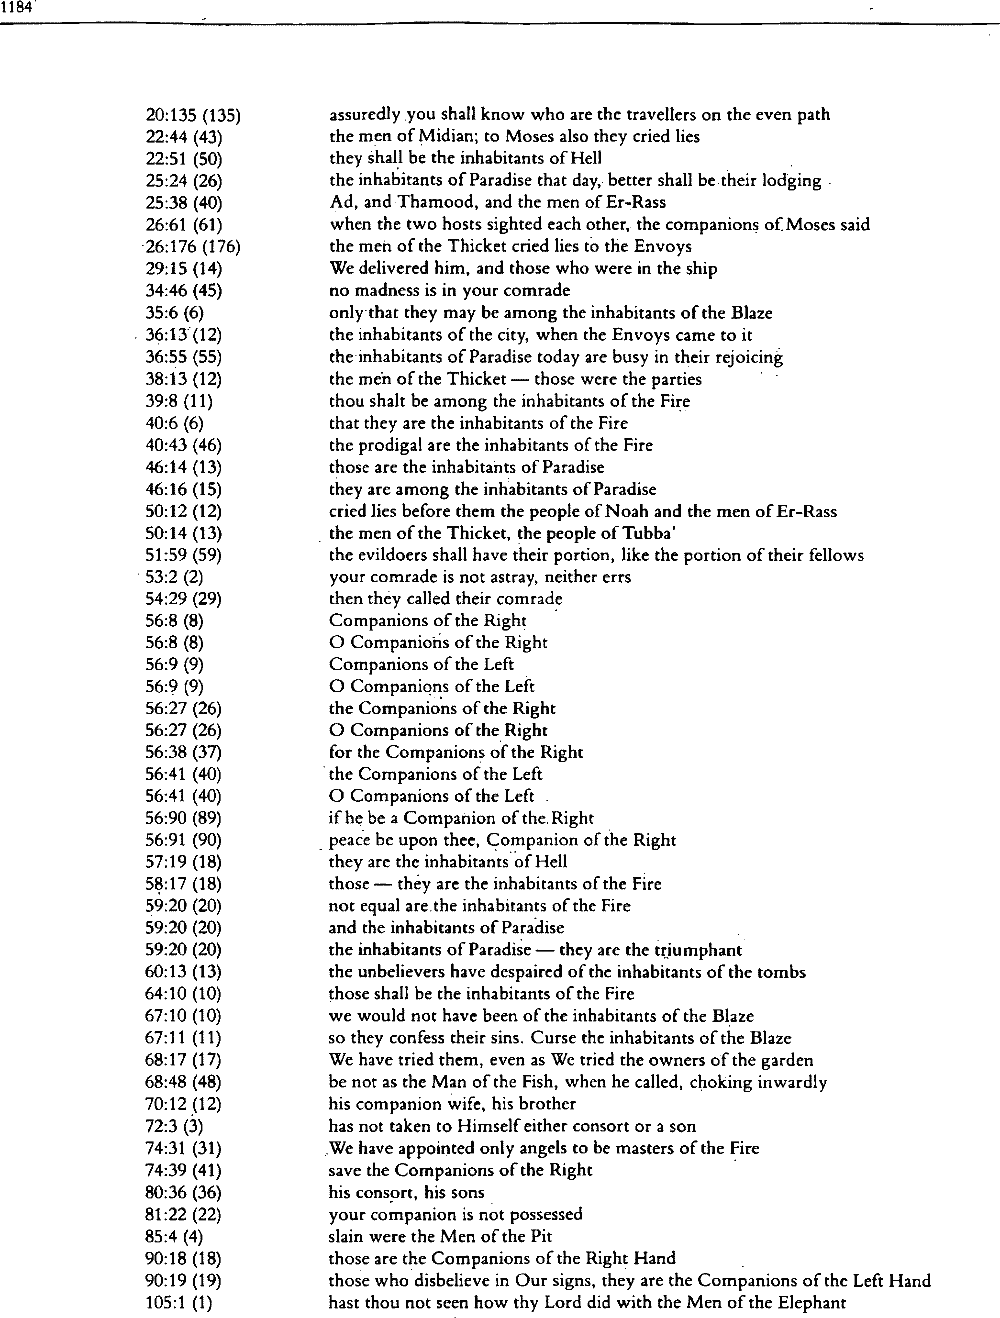 1184
20:135 (135) assuredly you shall know who are the travellers on the even path
22:44 (43) the men of Midian; to Moses also they cried lies
22:51 (50) they shall be the inhabitants of Hell
25:24 (26) the inhabitants of Paradise that day, better shall be their lodging
25:38 (40) Ad, and Thamood, and the men of Er-Rass
26:61 (61) when the two hosts sighted each other, the companions of Moses said
26:176 (176) the men of the Thicket cried lies to the Envoys
29:15 (14) We delivered him, and those who were in the ship
34:46 (45) no madness is in your comrade
35:6 (6) only that they may be among the inhabitants of the Blaze
36:13 (12) the inhabitants of the city, when the Envoys came to it
36:55 (55) the inhabitants of Paradise today are busy in their rejoicing
38:13 (12) the men of the Thicket — those were the parties
39:8 (11) thou shalt be among the inhabitants of the Fire
40:6 (6) that they are the inhabitants of the Fire
40:43 (46) the prodigal are the inhabitants of the Fire
46:14 (13) those are the inhabitants of Paradise
46:16 (15) they are among the inhabitants of Paradise
50:12 (12) cried lies before them the people of Noah and the men of Er-Rass
50:14 (13) the men of the Thicket, the people of Tubba'
51:59 (59) the evildoers shall have their portion, like the portion of their fellows
53:2 (2) your comrade is not astray, neither errs
54:29 (29) then they called their comrade
56:8 (8) Companions of the Right
56:8 (8) O Companions of the Right
56:9 (9) Companions of the Left
56:9 (9) O Companions of the Left
56:27 (26) the Companions of the Right
56:27 (26) O Companions of the Right
56:38 (37) for the Companions of the Right
56:41 (40) the Companions of the Left
56:41 (40) O Companions of the Left
56:90 (89) if he be a Companion of the Right
56:91 (90) peace be upon thee, Companion of the Right
57:19 (18) they are the inhabitants of Hell
58:17 (18) those — they are the inhabitants of the Fire
59:20 (20) not equal are the inhabitants of the Fire
59:20 (20) and the inhabitants of Paradise
59:20 (20) the inhabitants of Paradise — they are the triumphant
60:13 (13) the unbelievers have despaired of the inhabitants of the tombs
64:10 (10) those shall be the inhabitants of the Fire
67:10 (10) we would not have been of the inhabitants of the Blaze
67:11 (11) so they confess their sins. Curse the inhabitants of the Blaze
68:17 (17) We have tried them, even as We tried the owners of the garden
68:48 (48) be not as the Man of the Fish, when he called, choking inwardly
70:12 (12) his companion wife, his brother
72:3 (3) has not taken to Himself either consort or a son
74:31 (31) We have appointed only angels to be masters of the Fire
74:39 (41) save the Companions of the Right
80:36 (36) his consort, his sons
81:22 (22) your companion is not possessed
85:4 (4) slain were the Men of the Pit
90:18 (18) those are the Companions of the Right Hand
90:19 (19) those who disbelieve in Our signs, they are the Companions of the Left Hand
105:1 (1) hast thou not seen how thy Lord did with the Men of the Elephant